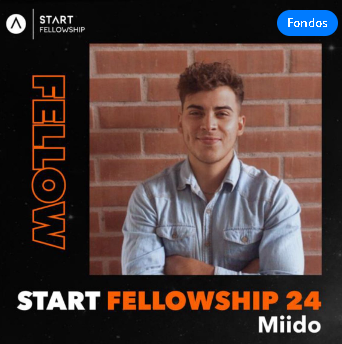 START
FELLOWSHIP
Fondos
FELLOW
START FELLOWSHIP 24
Miido